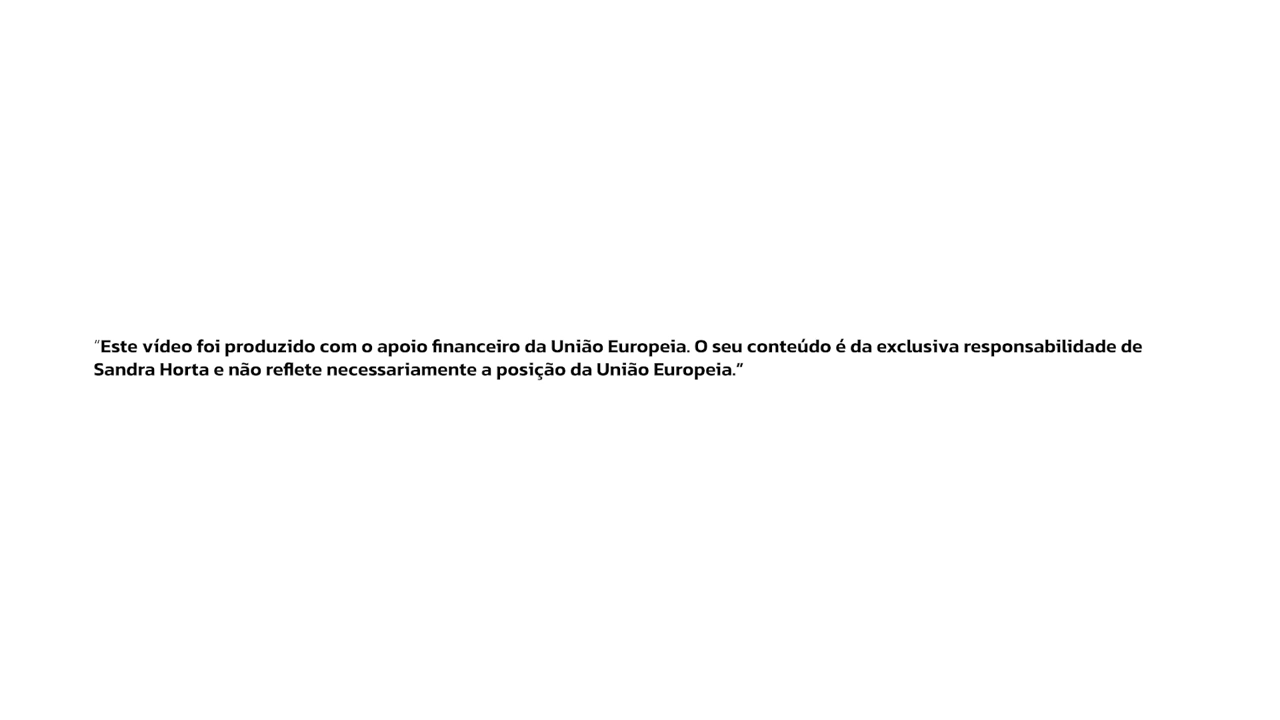 "Este vídeo foi produzido com o apoio financeiro da União Europeia. O seu conteúdo é da exclusiva responsabilidade de
Sandra Horta e não reflete necessariamente a posição da União Europeia.”